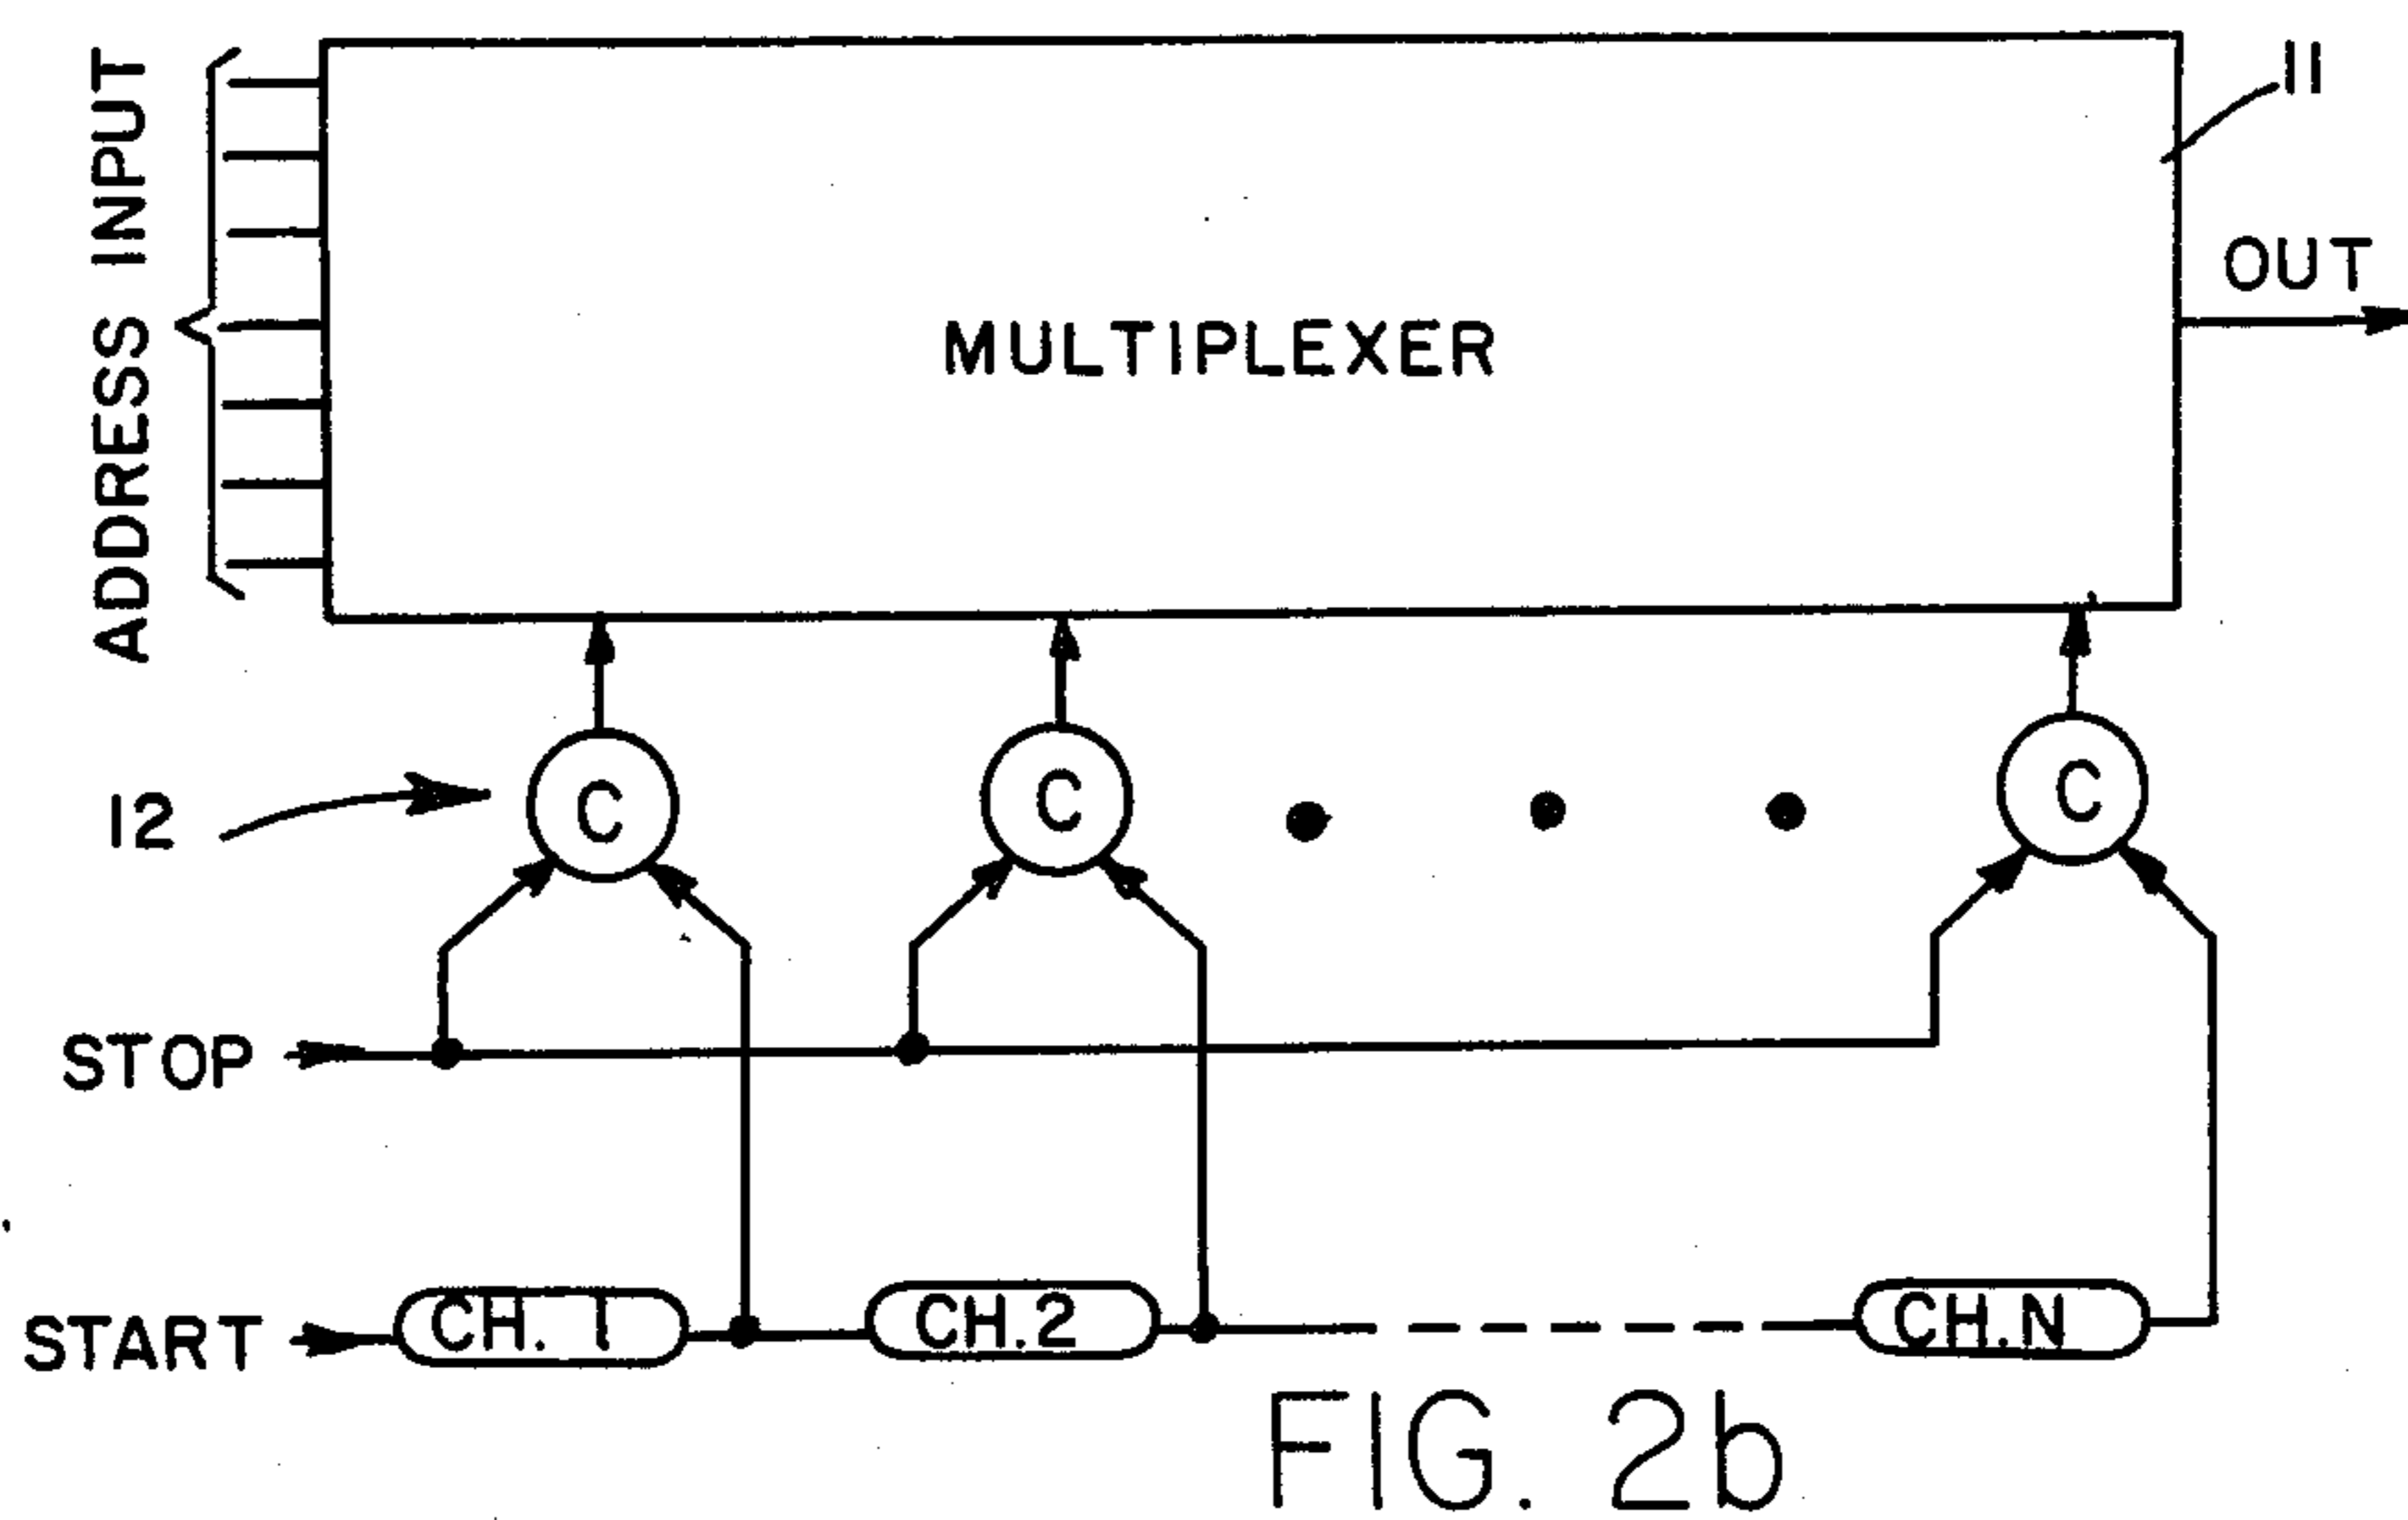 ADDRESS INPUT
11
OUT
MULTIPLEXER
12
C
C
C
STOP
START
CH. 1
CH.2
CH.N
FIG. 2b